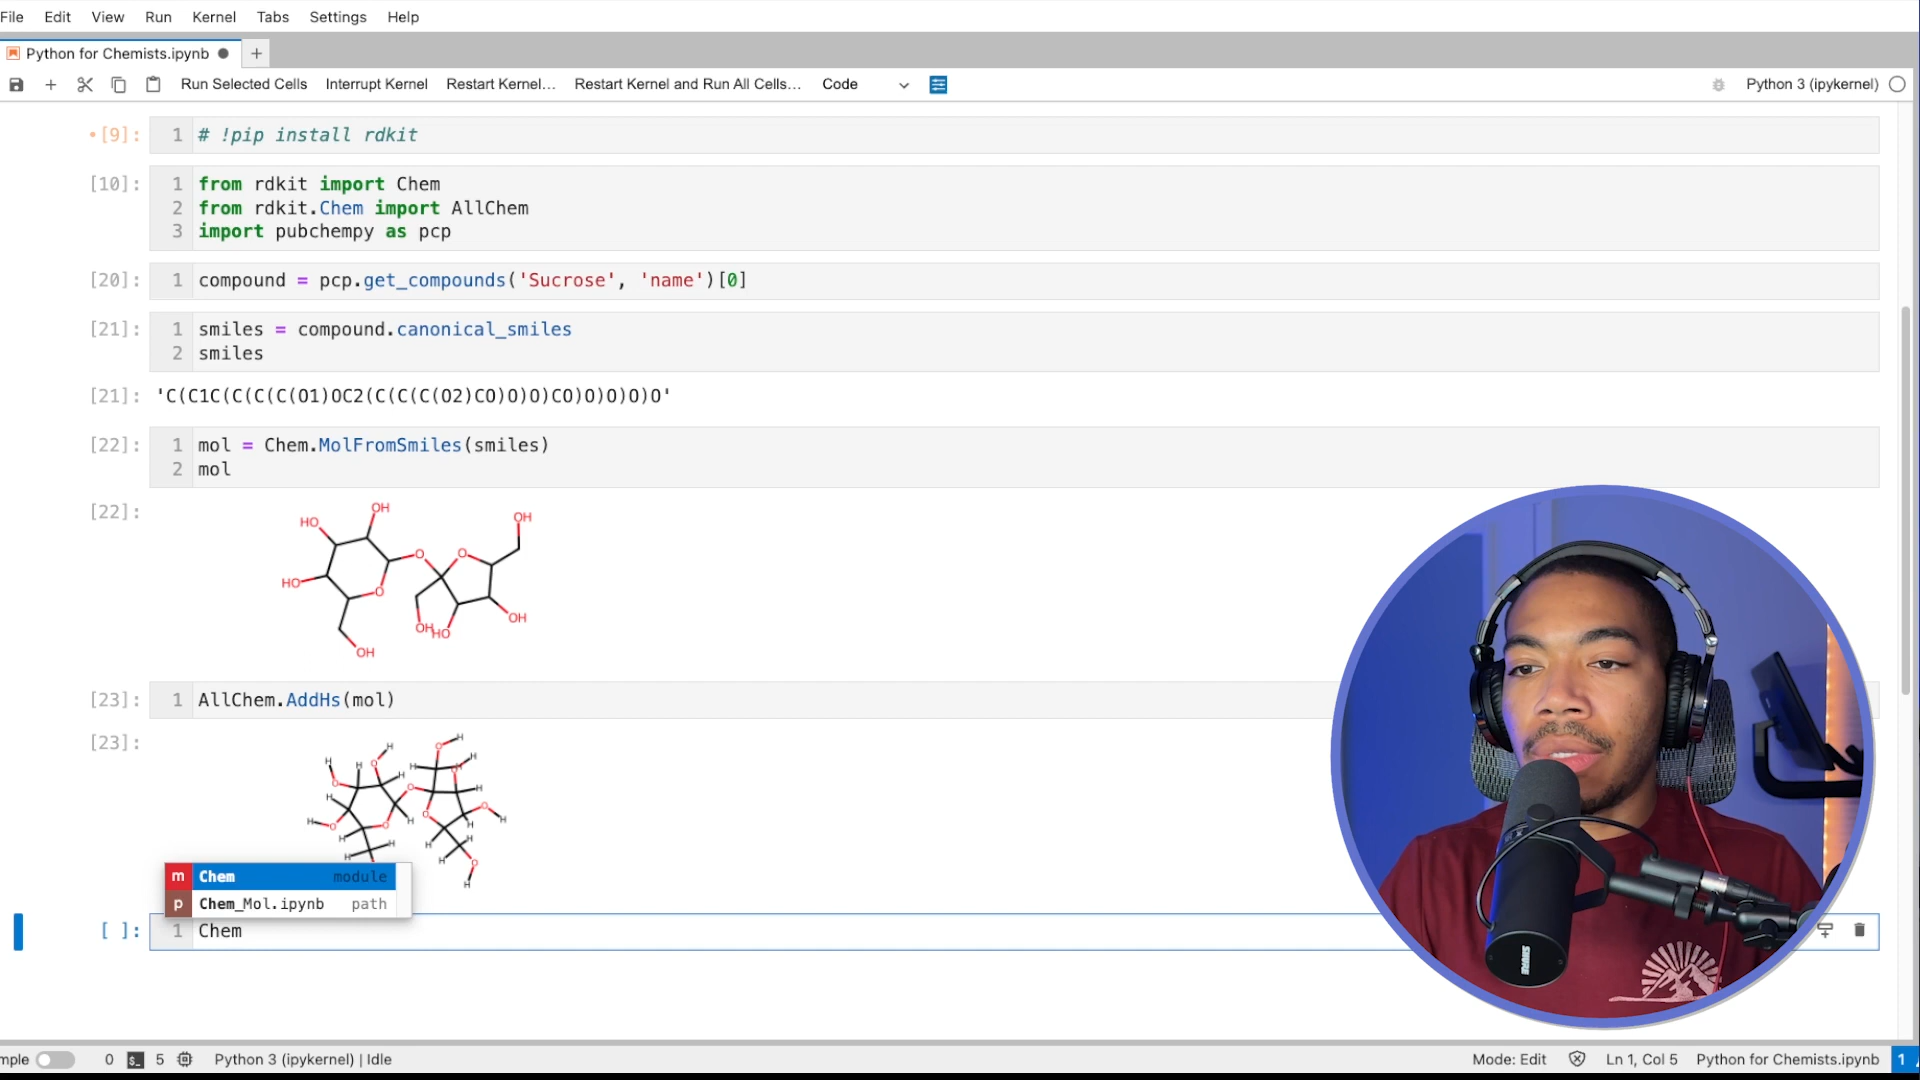 File Edit View Run Kernel Tabs Settings Help
Python for Chemists.ipynb
Run Selected Cells Interrupt Kernel Restart Kernel… Restart Kernel and Run All Cells… Code Python 3 (ipykernel)
[9]: 1 # !pip install rdkit
[10]: 1 from rdkit import Chem
2 from rdkit.Chem import AllChem
3 import pubchempy as pcp
[20]: 1 compound = pcp.get_compounds('Sucrose', 'name')[0]
[21]: 1 smiles = compound.canonical_smiles
2 smiles
[21]: 'C(C1C(C(C(C(O1)OC2(C(C(C(O2)CO)O)O)CO)O)O)O)O'
[22]: 1 mol = Chem.MolFromSmiles(smiles)
2 mol
[22]:
HO OH OH
O O
HO O
OH HO OH
OH
[23]: 1 AllChem.AddHs(mol)
[23]:
m Chem module
p Chem_Mol.ipynb path
[ ]: 1 Chem
SHURE
mple 0 $_ 5 Python 3 (ipykernel) | Idle Mode: Edit Ln 1, Col 5 Python for Chemists.ipynb 1